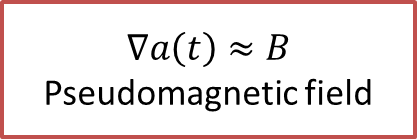 ∇a(t) ≈ B
Pseudomagnetic field